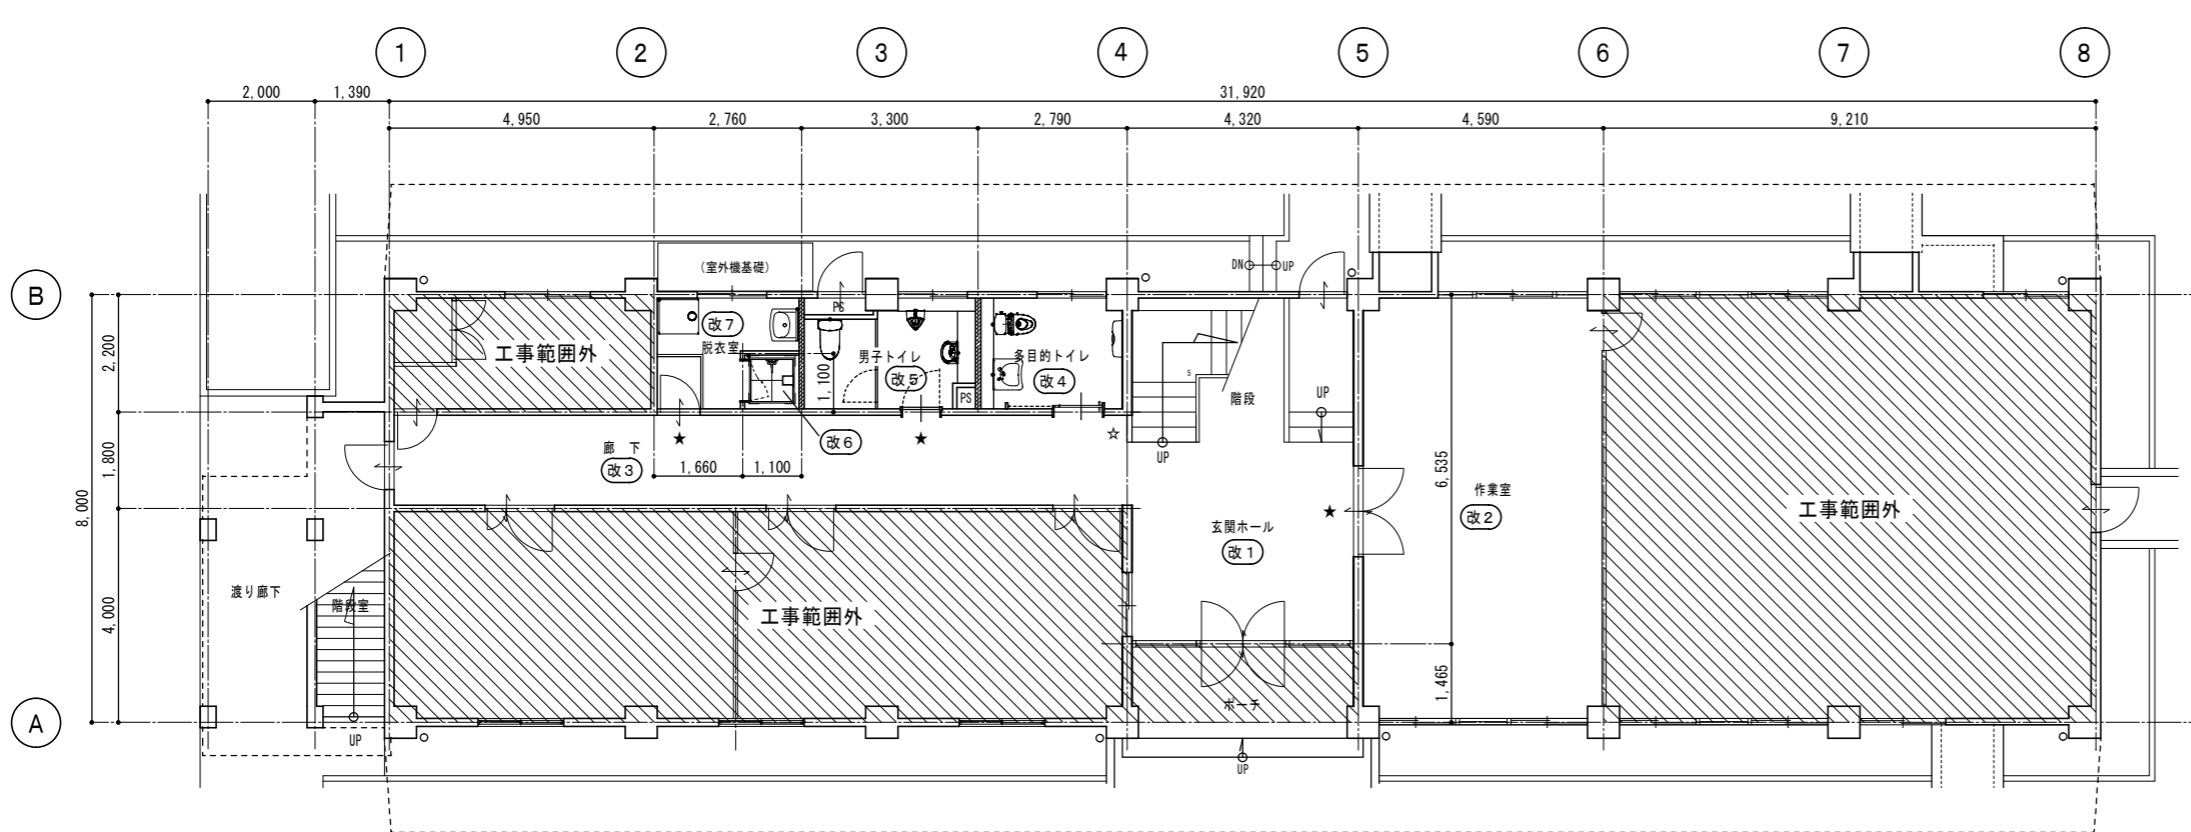 1 2 3 4 5 6 7 8
2,000 1,390 31,920
4,950 2,760 3,300 2,790 4,320 4,590 9,210
(室外機基礎)
DN UP
B
PS
改7
脱衣室
工事範囲外
男子トイレ
多目的トイレ
改5
改4
1,100
PS
2,200
5
階段
UP
★ ★ ☆
UP
廊 下
改3
改6
1,660 1,100
1,800
8,000
6,535
作業室
改2
★
玄関ホール
改1
工事範囲外
渡り廊下
階段室
工事範囲外
4,000
1,465
ポーチ
A
UP
UP